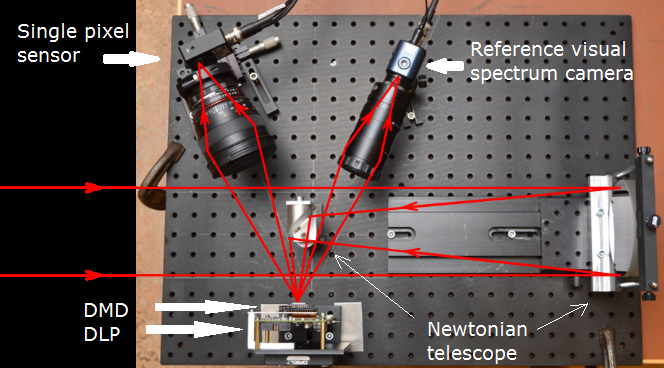 Single pixel
sensor
Reference visual
spectrum camera
DMD
DLP
Newtonian
telescope